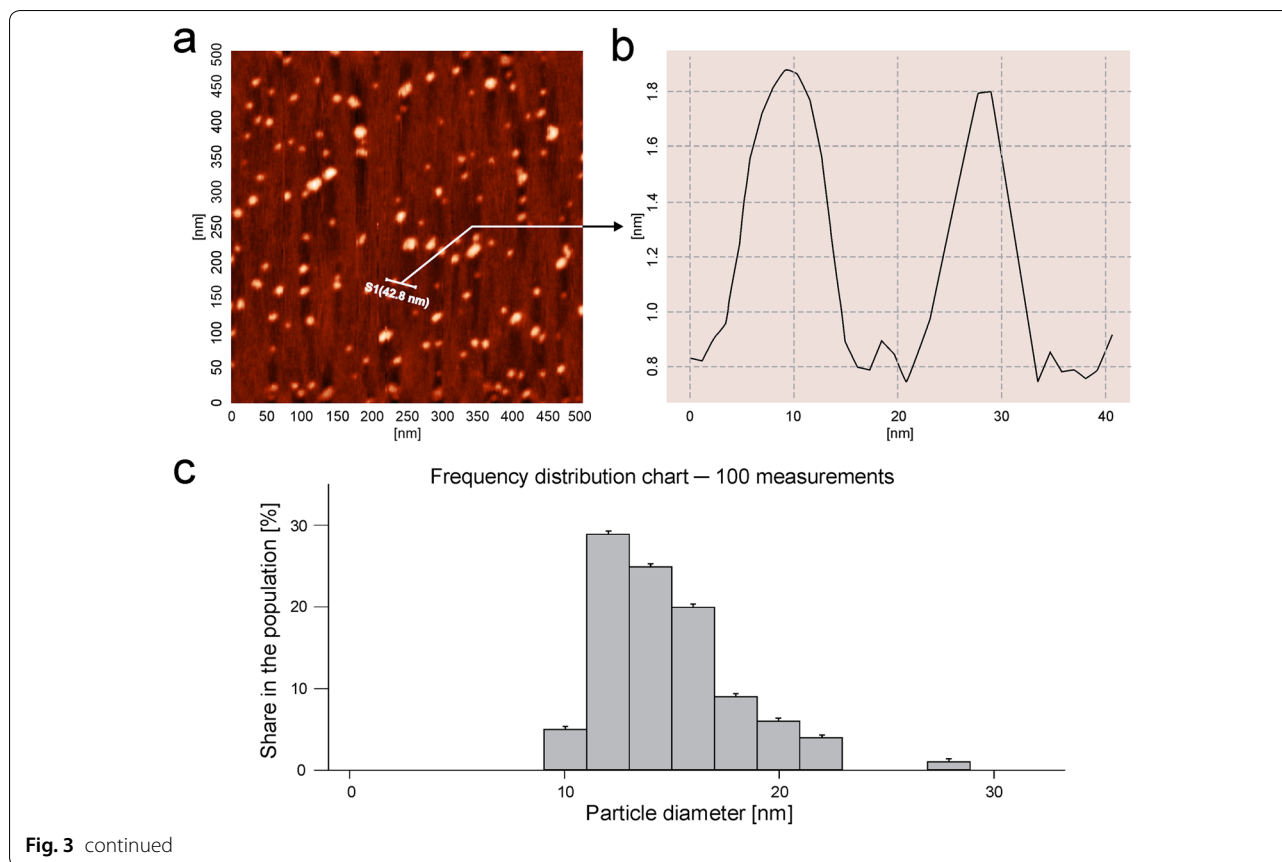 a
500
450
400
350
300
250
200
150
100
50
0
[nm]
S1(42.8 nm)
0 50 100 150 200 250 300 350 400 450 500
[nm]
b
1.8
1.6
1.4
1.2
1.0
0.8
[nm]
0 10 20 30 40
[nm]
c
Frequency distribution chart — 100 measurements
Share in the population [%]
30
20
10
0
0 10 20 30
Particle diameter [nm]
Fig. 3 continued